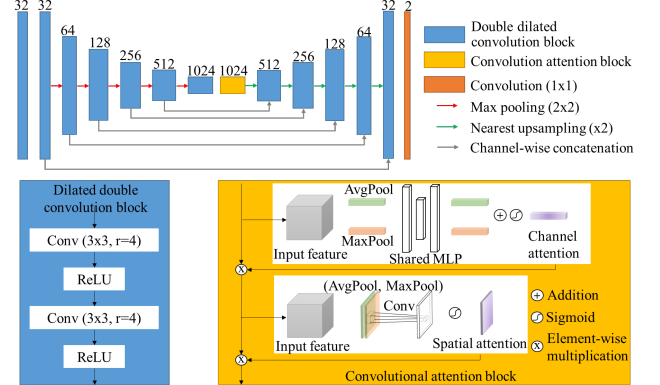 32 32 32 2
64 64
128 128
256 256
512 512
1024 1024
Double dilated
convolution block
Convolution attention block
Convolution (1x1)
Max pooling (2x2)
Nearest upsampling (x2)
Channel-wise concatenation
Dilated double
convolution block
Conv (3x3, r=4)
ReLU
Conv (3x3, r=4)
ReLU
AvgPool
MaxPool
Input feature
Shared MLP
Channel
attention
(AvgPool, MaxPool)
Conv
Input feature
Spatial attention
Addition
Sigmoid
Element-wise
multiplication
Convolutional attention block